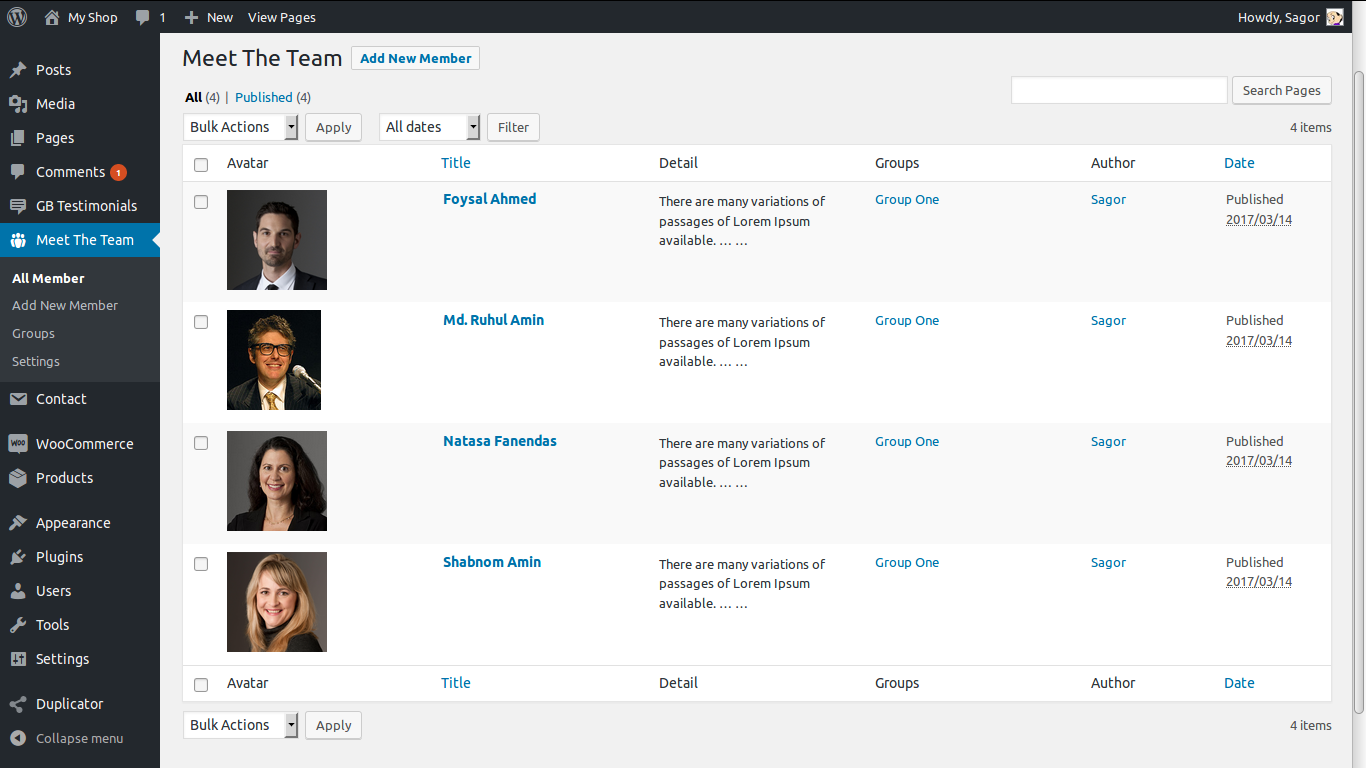 My Shop 1 New View Pages Howdy, Sagor
Posts
Media
Pages
Comments 1
GB Testimonials
Meet The Team
All Member
Add New Member
Groups
Settings
Contact
WOO WooCommerce
Products
Appearance
Plugins
Users
Tools
Settings
Duplicator
Collapse menu
Meet The Team Add New Member
All (4) | Published (4)
Search Pages
Bulk Actions Apply All dates Filter 4 items
Avatar Title Detail Groups Author Date
Foysal Ahmed There are many variations of Group One Sagor Published
passages of Lorem Ipsum 2017/03/14
available. ... ...
Md. Ruhul Amin There are many variations of Group One Sagor Published
passages of Lorem Ipsum 2017/03/14
available. ... ...
Natasa Fanendas There are many variations of Group One Sagor Published
passages of Lorem Ipsum 2017/03/14
available. ... ...
Shabnom Amin There are many variations of Group One Sagor Published
passages of Lorem Ipsum 2017/03/14
available. ... ...
Avatar Title Detail Groups Author Date
Bulk Actions Apply 4 items